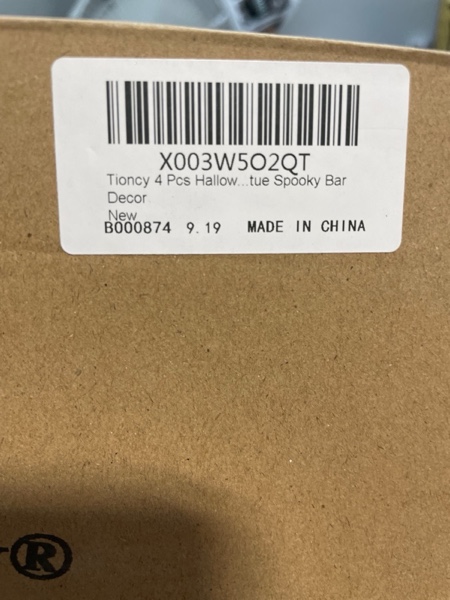 X003W5O2QT
Tioncy 4 Pcs Hallow...tue Spooky Bar
Decor
New
B000874 9.19 MADE IN CHINA
®